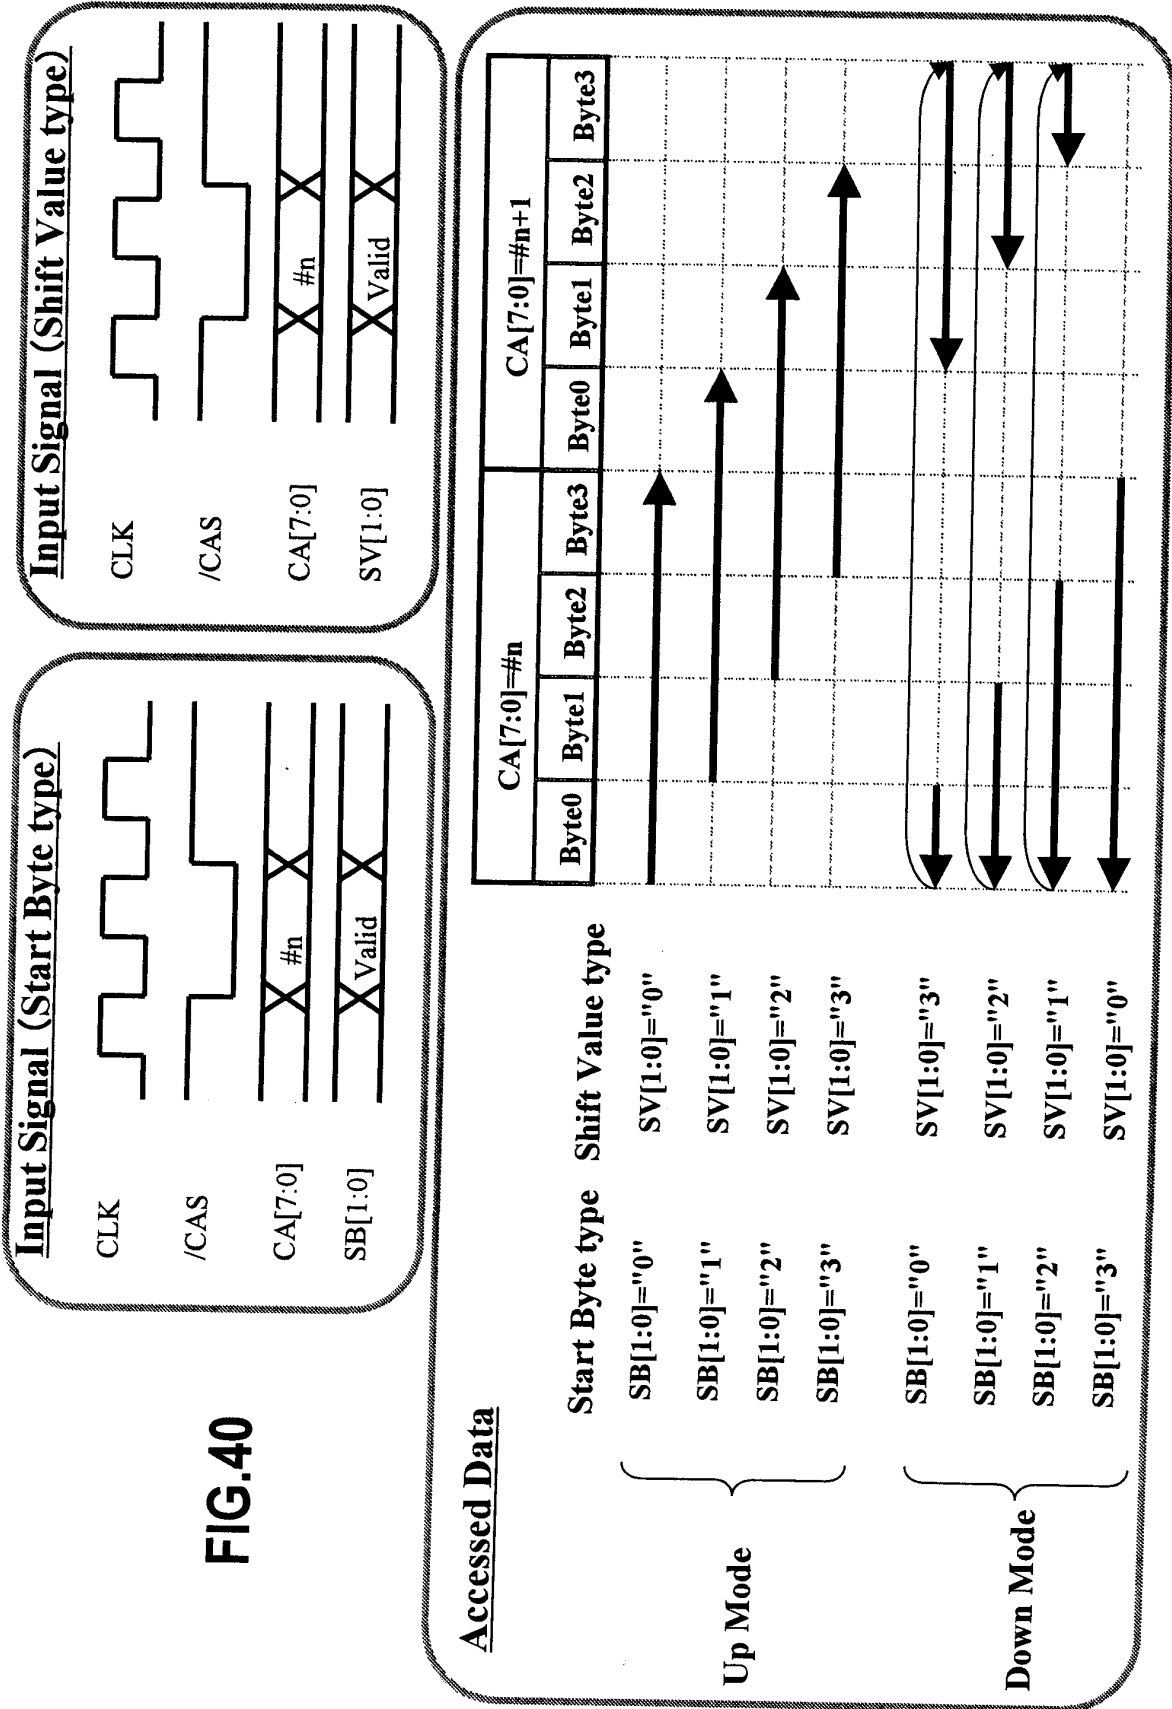 FIG.40
Input Signal (Start Byte type)
CLK
/CAS
CA[7:0]
#n
SB[1:0]
Valid
Input Signal (Shift Value type)
CLK
/CAS
CA[7:0]
#n
SV[1:0]
Valid
Accessed Data
CA[7:0]=#n
CA[7:0]=#n+1
Start Byte type Shift Value type
Byte0 Byte1 Byte2 Byte3 Byte0 Byte1 Byte2 Byte3
Up Mode
SB[1:0]="0" SV[1:0]="0"
SB[1:0]="1" SV[1:0]="1"
SB[1:0]="2" SV[1:0]="2"
SB[1:0]="3" SV[1:0]="3"
Down Mode
SB[1:0]="0" SV[1:0]="3"
SB[1:0]="1" SV[1:0]="2"
SB[1:0]="2" SV[1:0]="1"
SB[1:0]="3" SV[1:0]="0"